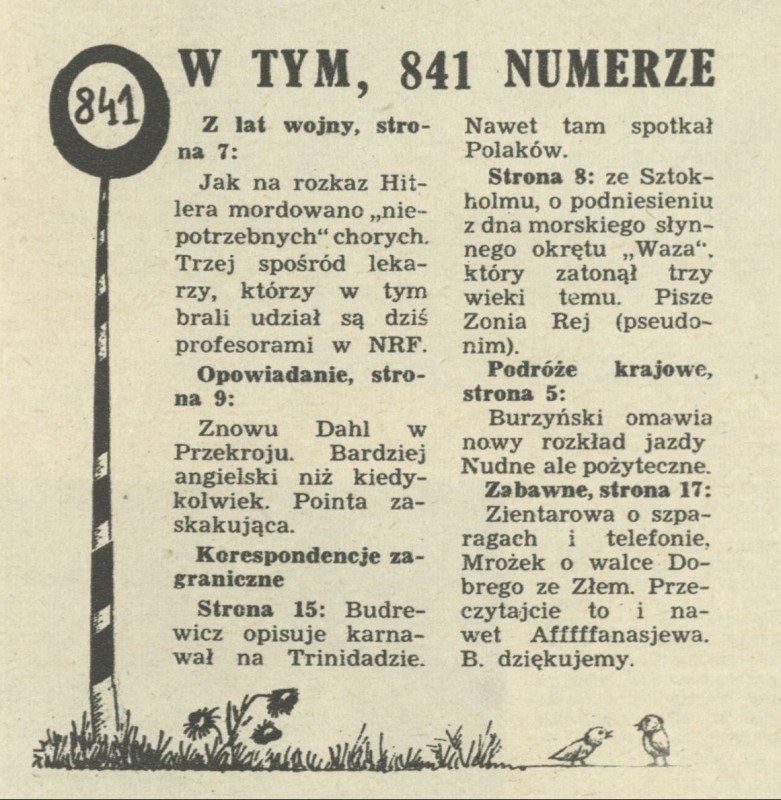 841
W TYM, 841 NUMERZE
Z lat wojny, stro-
na 7:
Jak na rozkaz Hit-
lera mordowano „nie-
potrzebnych“ chorych.
Trzej spośród leka-
rzy, którzy w tym
brali udział są dziś
profesorami w NRF.
Opowiadanie, stro-
na 9:
Znowu Dahl w
Przekroju. Bardziej
angielski niż kiedy-
kolwiek. Pointa za-
skakująca.
Korespondencje za-
graniczne
Strona 15: Budre-
wicz opisuje karna-
wał na Trinidadzie.
Nawet tam spotkał
Polaków.
Strona 8: ze Sztok-
holmu, o podniesieniu
z dna morskiego słyn-
nego okrętu „Waza“,
który zatonął trzy
wieki temu. Pisze
Zonia Rej (pseudo-
nim).
Podróże krajowe,
strona 5:
Burzyński omawia
nowy rozkład jazdy
Nudne ale pożyteczne.
Zabawne, strona 17:
Zientarowa o szpa-
ragach i telefonie,
Mrożek o walce Do-
brego ze Złem. Prze-
czytajcie to i na-
wet Afffffanasjewa.
B. dziękujemy.